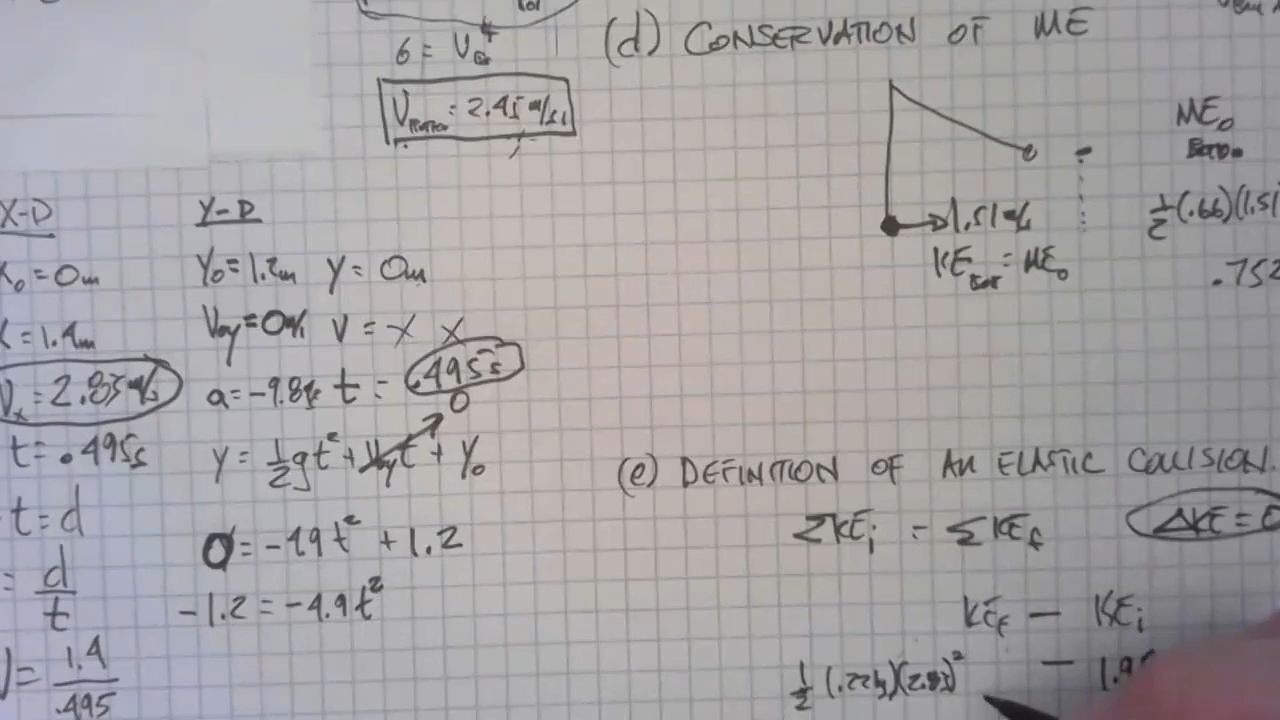 6 = V
V = 2.45 m/s
(d) CONSERVATION OF ME
ME₀
½(.66)(1.51
.752
1.51 m/s
KE = ME₀
X-D
X₀ = 0m
X = 1.4m
Vₓ = 2.83 m/s
t = .495s
t = d
= d/t
V = 1.4/.495
Y-D
Y₀ = 1.2m Y = 0m
V₀y = 0 m/s V = X X
a = -9.8 t = .495s
0
Y = ½gt² + V₀yt + Y₀
0 = -4.9t² + 1.2
-1.2 = -4.9t²
(e) DEFINITION OF AN ELASTIC COLLISION.
ΣKEᵢ = ΣKE_f
ΔKE =
KE_f — KEᵢ
½(.22kg)(2.83)² — 1.9